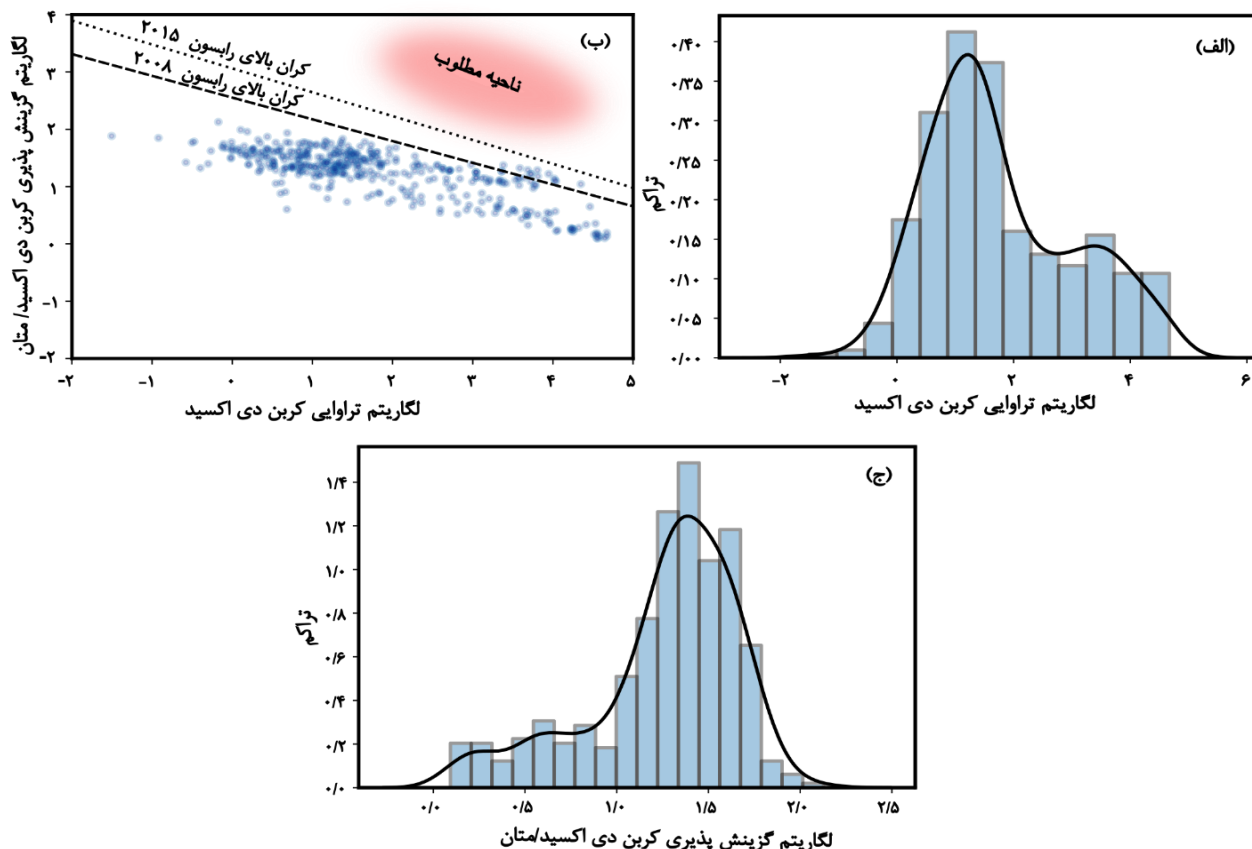 (الف)
تراکم
۰/۴۰
۰/۳۵
۰/۳۰
۰/۲۵
۰/۲۰
۰/۱۵
۰/۱۰
۰/۰۵
۰/۰۰
-۲ ۰ ۲ ۴ ۶
لگاریتم تراوایی کربن دی اکسید
(ب)
لگاریتم گزینش پذیری کربن دی اکسید/ متان
ناحیه مطلوب
کران بالای رابسون ۲۰۱۵
کران بالای رابسون ۲۰۰۸
۴
۳
۲
۱
۰
-۱
-۲
-۲ -۱ ۰ ۱ ۲ ۳ ۴ ۵
لگاریتم تراوایی کربن دی اکسید
(ج)
تراکم
۱/۴
۱/۲
۱/۰
۰/۸
۰/۶
۰/۴
۰/۲
۰/۰
۰/۰ ۰/۵ ۱/۰ ۱/۵ ۲/۰ ۲/۵
لگاریتم گزینش پذیری کربن دی اکسید/متان